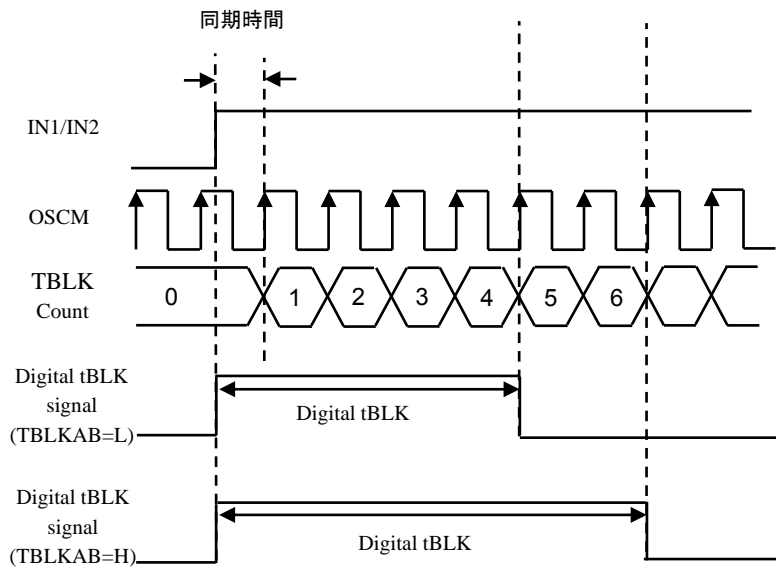 同期時間
IN1/IN2
OSCM
TBLK
Count
0 1 2 3 4 5 6
Digital tBLK
signal
(TBLKAB=L)
Digital tBLK
Digital tBLK
signal
(TBLKAB=H)
Digital tBLK